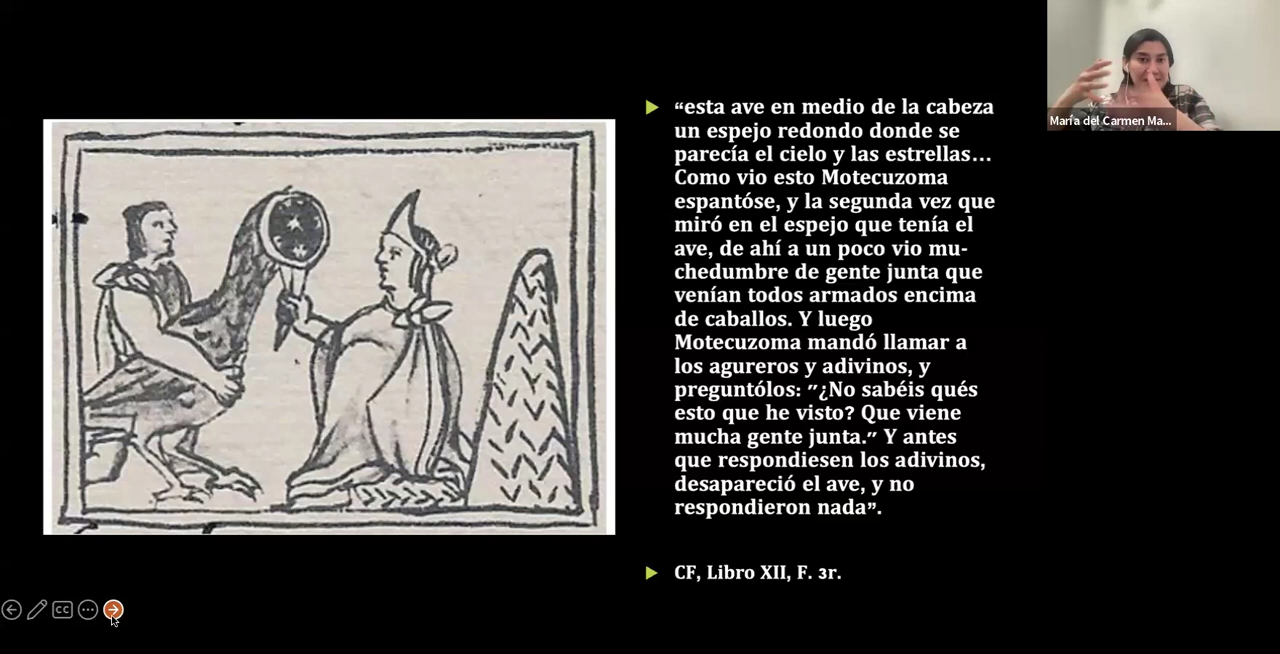 “esta ave en medio de la cabeza
un espejo redondo donde se
parecía el cielo y las estrellas…
Como vio esto Motecuzoma
espantóse, y la segunda vez que
miró en el espejo que tenía el
ave, de ahí a un poco vio mu-
chedumbre de gente junta que
venían todos armados encima
de caballos. Y luego
Motecuzoma mandó llamar a
los agureros y adivinos, y
preguntólos: ”¿No sabéis qués
esto que he visto? Que viene
mucha gente junta.” Y antes
que respondiesen los adivinos,
desapareció el ave, y no
respondieron nada”.
CF, Libro XII, F. 3r.
María del Carmen Ma...
CC